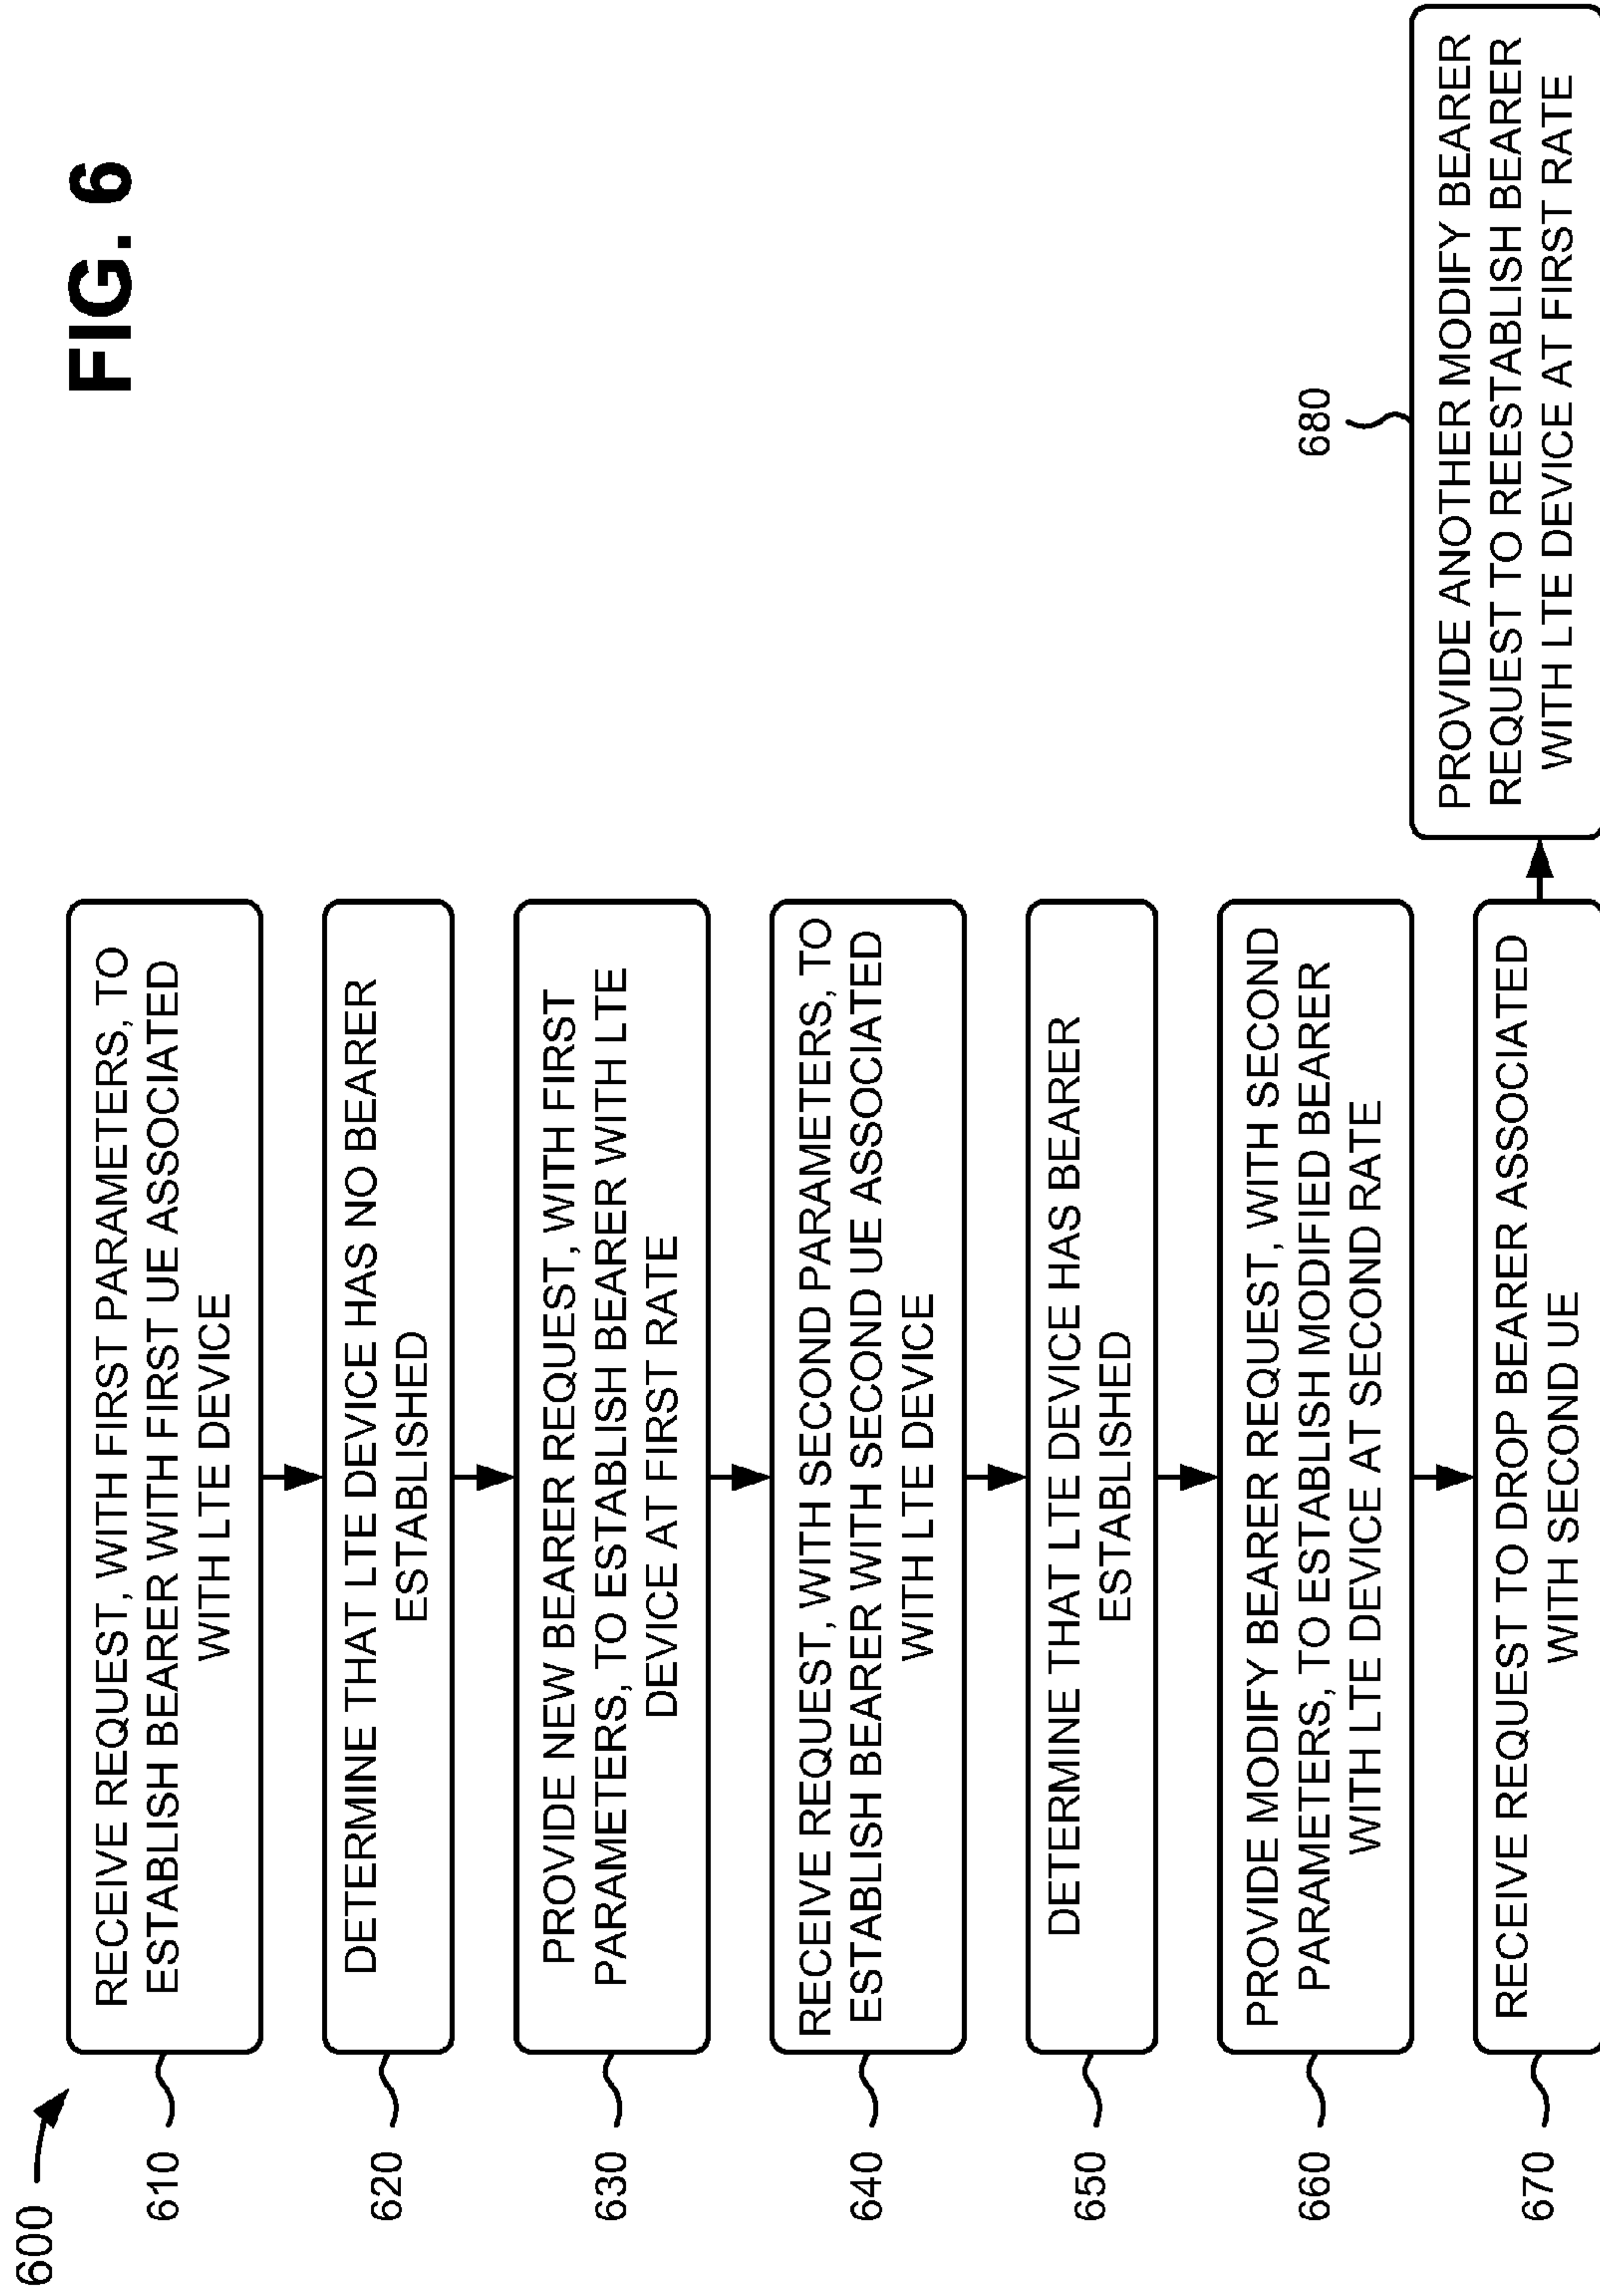 FIG. 6
600
610
RECEIVE REQUEST, WITH FIRST PARAMETERS, TO
ESTABLISH BEARER WITH FIRST UE ASSOCIATED
WITH LTE DEVICE
620
DETERMINE THAT LTE DEVICE HAS NO BEARER
ESTABLISHED
630
PROVIDE NEW BEARER REQUEST, WITH FIRST
PARAMETERS, TO ESTABLISH BEARER WITH LTE
DEVICE AT FIRST RATE
640
RECEIVE REQUEST, WITH SECOND PARAMETERS, TO
ESTABLISH BEARER WITH SECOND UE ASSOCIATED
WITH LTE DEVICE
650
DETERMINE THAT LTE DEVICE HAS BEARER
ESTABLISHED
660
PROVIDE MODIFY BEARER REQUEST, WITH SECOND
PARAMETERS, TO ESTABLISH MODIFIED BEARER
WITH LTE DEVICE AT SECOND RATE
670
RECEIVE REQUEST TO DROP BEARER ASSOCIATED
WITH SECOND UE
680
PROVIDE ANOTHER MODIFY BEARER
REQUEST TO REESTABLISH BEARER
WITH LTE DEVICE AT FIRST RATE